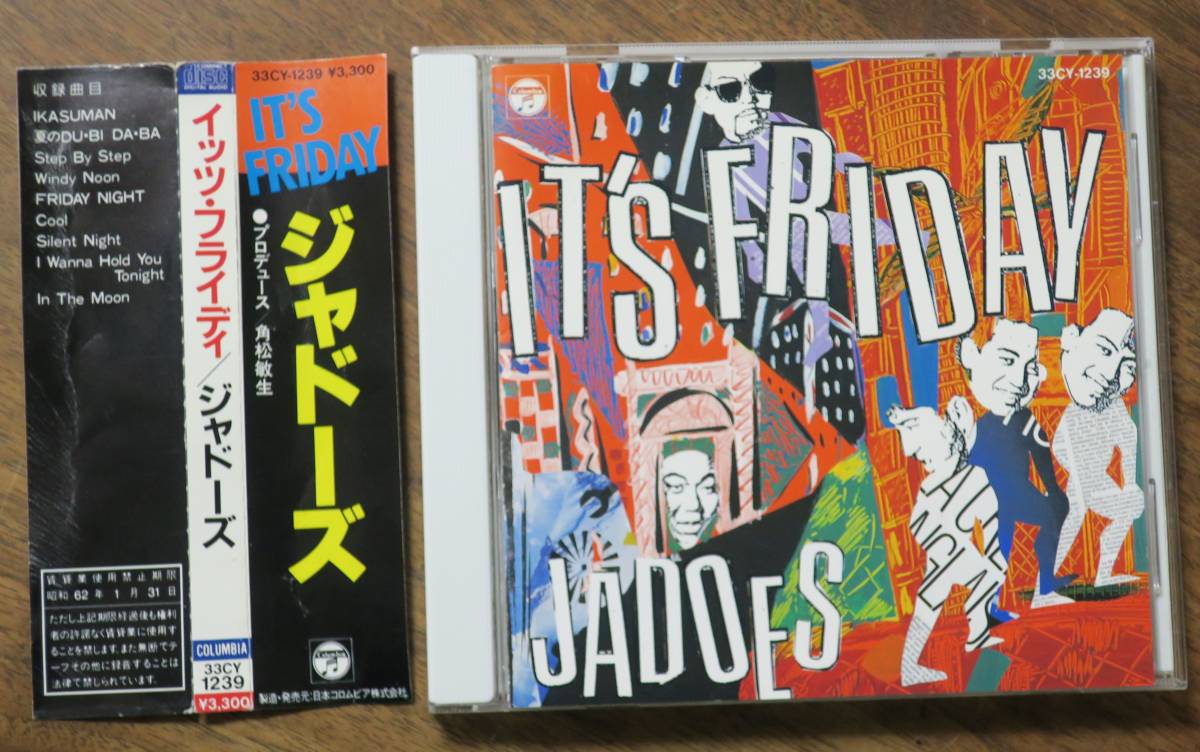 収録曲目
IKASUMAN
夏のDU・BI DA・BA
Step By Step
Windy Noon
FRIDAY NIGHT
Cool
Silent Night
I Wanna Hold You
Tonight
In The Moon
賃貸業使用禁止期限
昭和 62年 1月 31日
ただし上記期限経過後も権利
者の許諾なく賃貸業に使用す
ることを禁じます.また無断でテ
ープその他に録音することは
法律で禁じられています.
disc
DIGITAL AUDIO
イッツ・フライディ/ジャドーズ
COLUMBIA
33CY
1239
¥3,300
33CY-1239 ¥3,300
IT'S
FRIDAY
●プロデュース/角松敏生
ジャドーズ
Columbia
製造・発売元:日本コロムビア株式会社
Columbia
33CY-1239
IT'S FRIDAY
JADOES